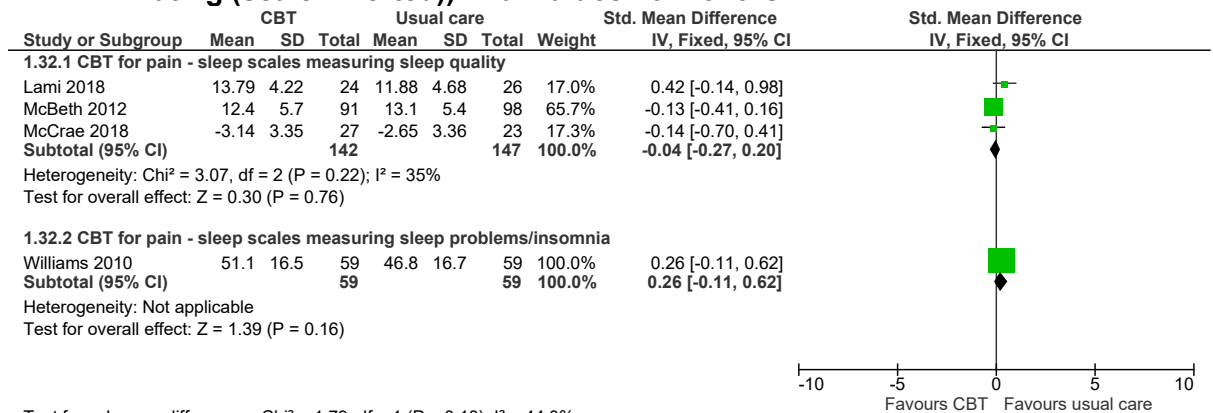 CBT Usual care Std. Mean Difference Std. Mean Difference
Study or Subgroup Mean SD Total Mean SD Total Weight IV, Fixed, 95% CI IV, Fixed, 95% CI
1.32.1 CBT for pain - sleep scales measuring sleep quality
Lami 2018 13.79 4.22 24 11.88 4.68 26 17.0% 0.42 [-0.14, 0.98]
McBeth 2012 12.4 5.7 91 13.1 5.4 98 65.7% -0.13 [-0.41, 0.16]
McCrae 2018 -3.14 3.35 27 -2.65 3.36 23 17.3% -0.14 [-0.70, 0.41]
Subtotal (95% CI) 142 147 100.0% -0.04 [-0.27, 0.20]
Heterogeneity: Chi² = 3.07, df = 2 (P = 0.22); I² = 35%
Test for overall effect: Z = 0.30 (P = 0.76)
1.32.2 CBT for pain - sleep scales measuring sleep problems/insomnia
Williams 2010 51.1 16.5 59 46.8 16.7 59 100.0% 0.26 [-0.11, 0.62]
Subtotal (95% CI) 59 59 100.0% 0.26 [-0.11, 0.62]
Heterogeneity: Not applicable
Test for overall effect: Z = 1.39 (P = 0.16)
-10 -5 0 5 10
Favours CBT Favours usual care